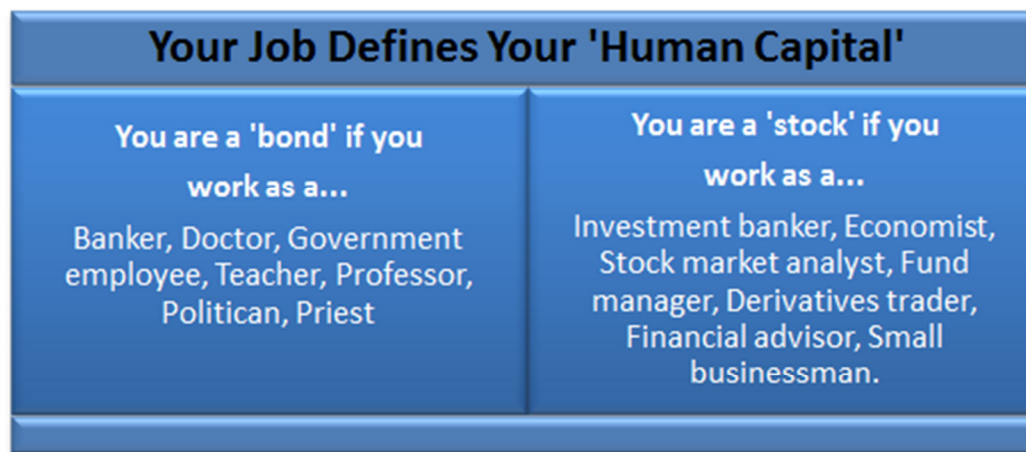 Your Job Defines Your 'Human Capital'
You are a 'bond' if you
work as a...
Banker, Doctor, Government
employee, Teacher, Professor,
Politican, Priest
You are a 'stock' if you
work as a...
Investment banker, Economist,
Stock market analyst, Fund
manager, Derivatives trader,
Financial advisor, Small
businessman.